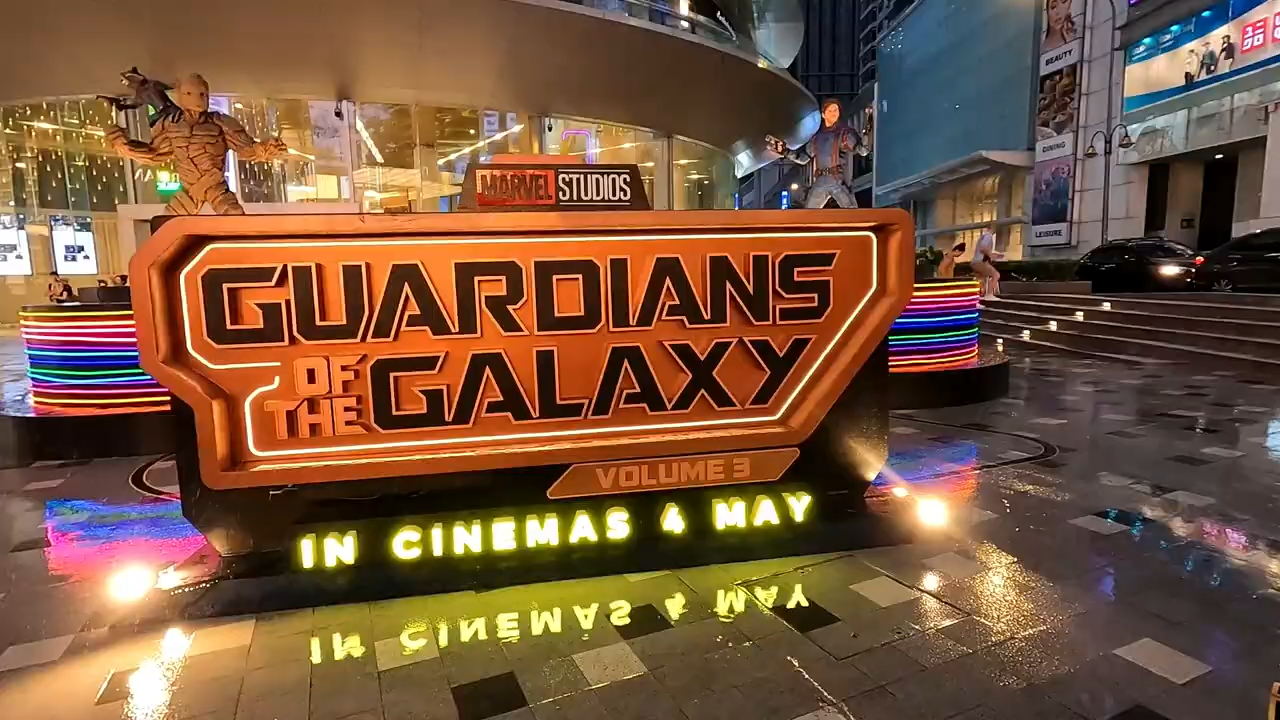 MARVEL STUDIOS
GUARDIANS
OF THE
GALAXY
VOLUME 3
IN CINEMAS 4 MAY
BEAUTY
DINING
LEISURE